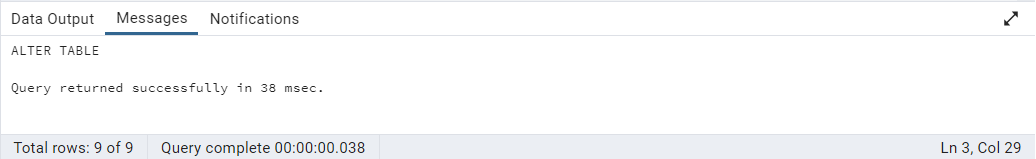 Data Output Messages Notifications
ALTER TABLE
Query returned successfully in 38 msec.
Total rows: 9 of 9 Query complete 00:00:00.038 Ln 3, Col 29